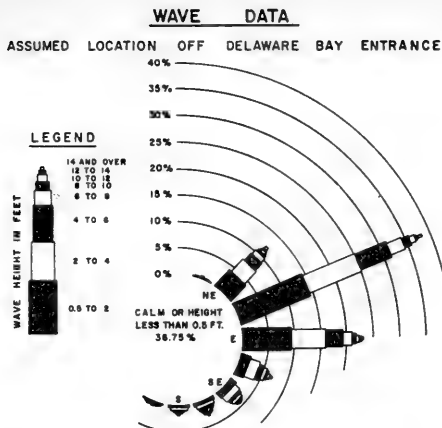 WAVE DATA
ASSUMED LOCATION OFF DELAWARE BAY ENTRANCE
40%
35%
30%
25%
20%
15%
10%
5%
0%
LEGEND
14 AND OVER
12 TO 14
10 TO 12
8 TO 10
6 TO 8
4 TO 6
2 TO 4
0.5 TO 2
WAVE HEIGHT IN FEET
NE
CALM OR HEIGHT
LESS THAN 0.5 FT.
36.75 %
E
SE
S